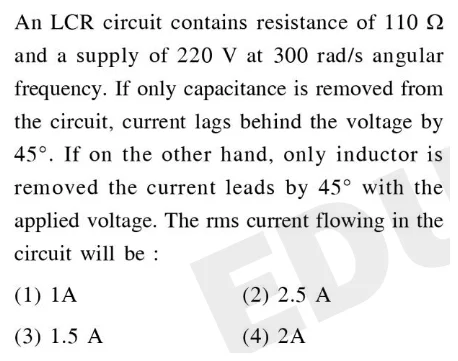 An LCR circuit contains resistance of 110 Ω
and a supply of 220 V at 300 rad/s angular
frequency. If only capacitance is removed from
the circuit, current lags behind the voltage by
45°. If on the other hand, only inductor is
removed the current leads by 45° with the
applied voltage. The rms current flowing in the
circuit will be :
(1) 1A (2) 2.5 A
(3) 1.5 A (4) 2A
EDU